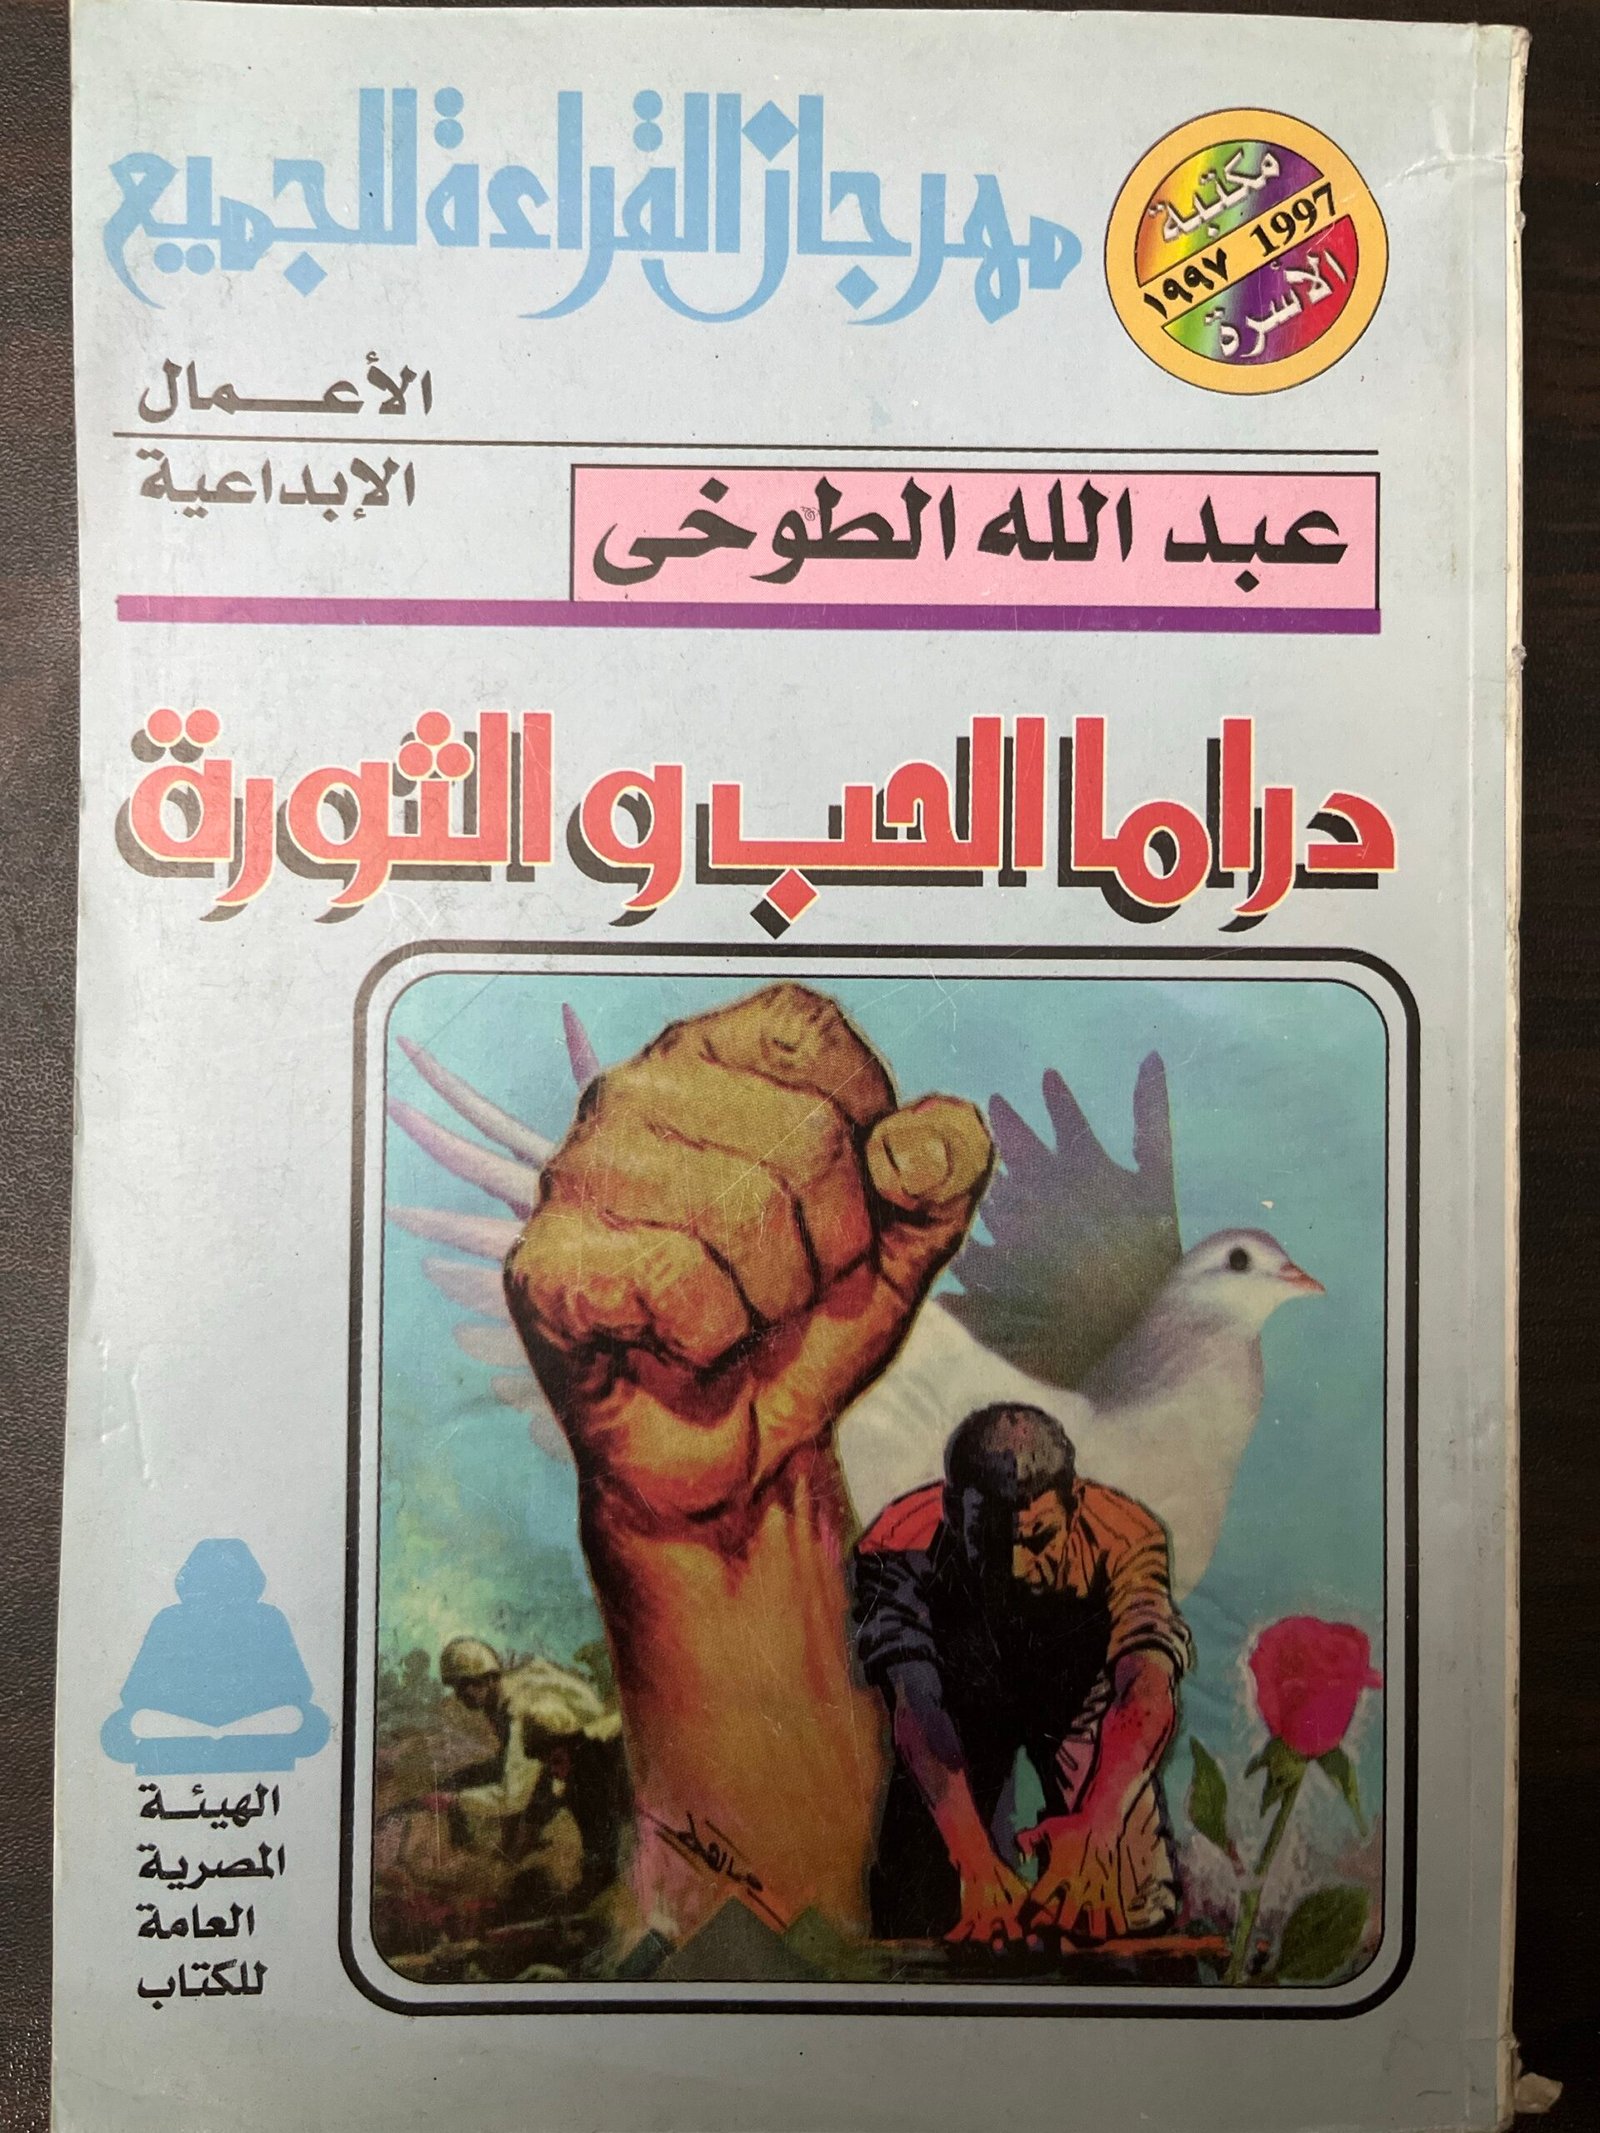 مهرجان القراءة للجميع
مكتبة
١٩٩٧ 1997
الأسرة
الأعمال
الإبداعية
عبد الله الطوخى
دراما الحب و الثورة
الهيئة
المصرية
العامة
للكتاب